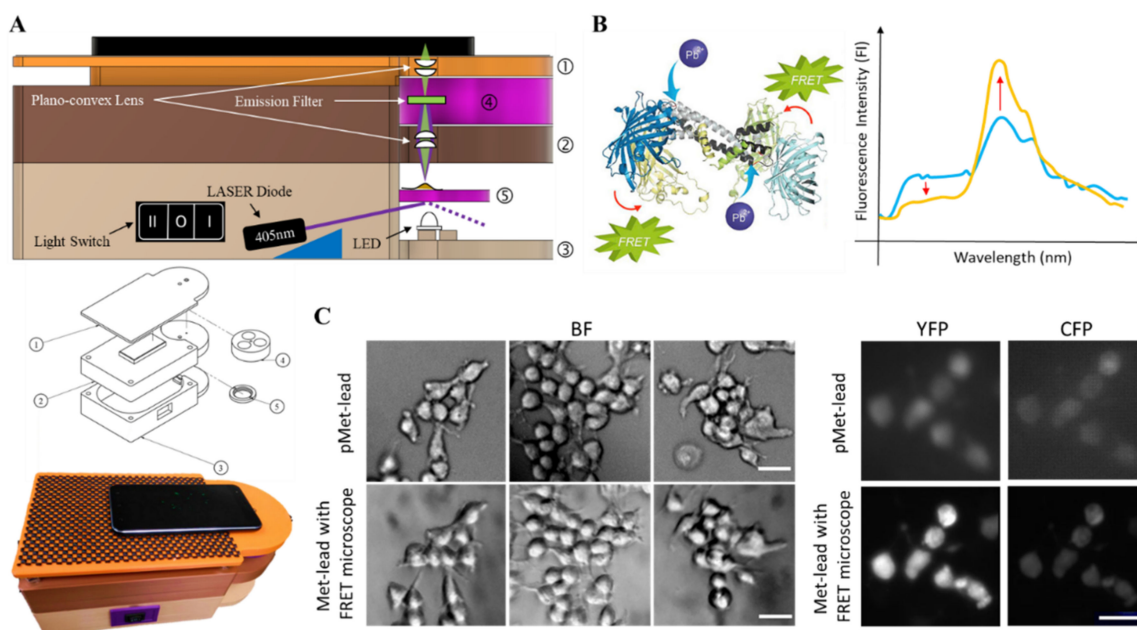 A
Plano-convex Lens
Emission Filter
①
④
②
LASER Diode
⑤
Light Switch
II O I
405nm
LED
③
①
②
③
④
⑤
B
Pb2+
FRET
Pb2+
FRET
Fluorescence Intensity (FI)
Wavelength (nm)
C
BF
YFP
CFP
pMet-lead
pMet-lead
Met-lead with
FRET microscope
Met-lead with
FRET microscope